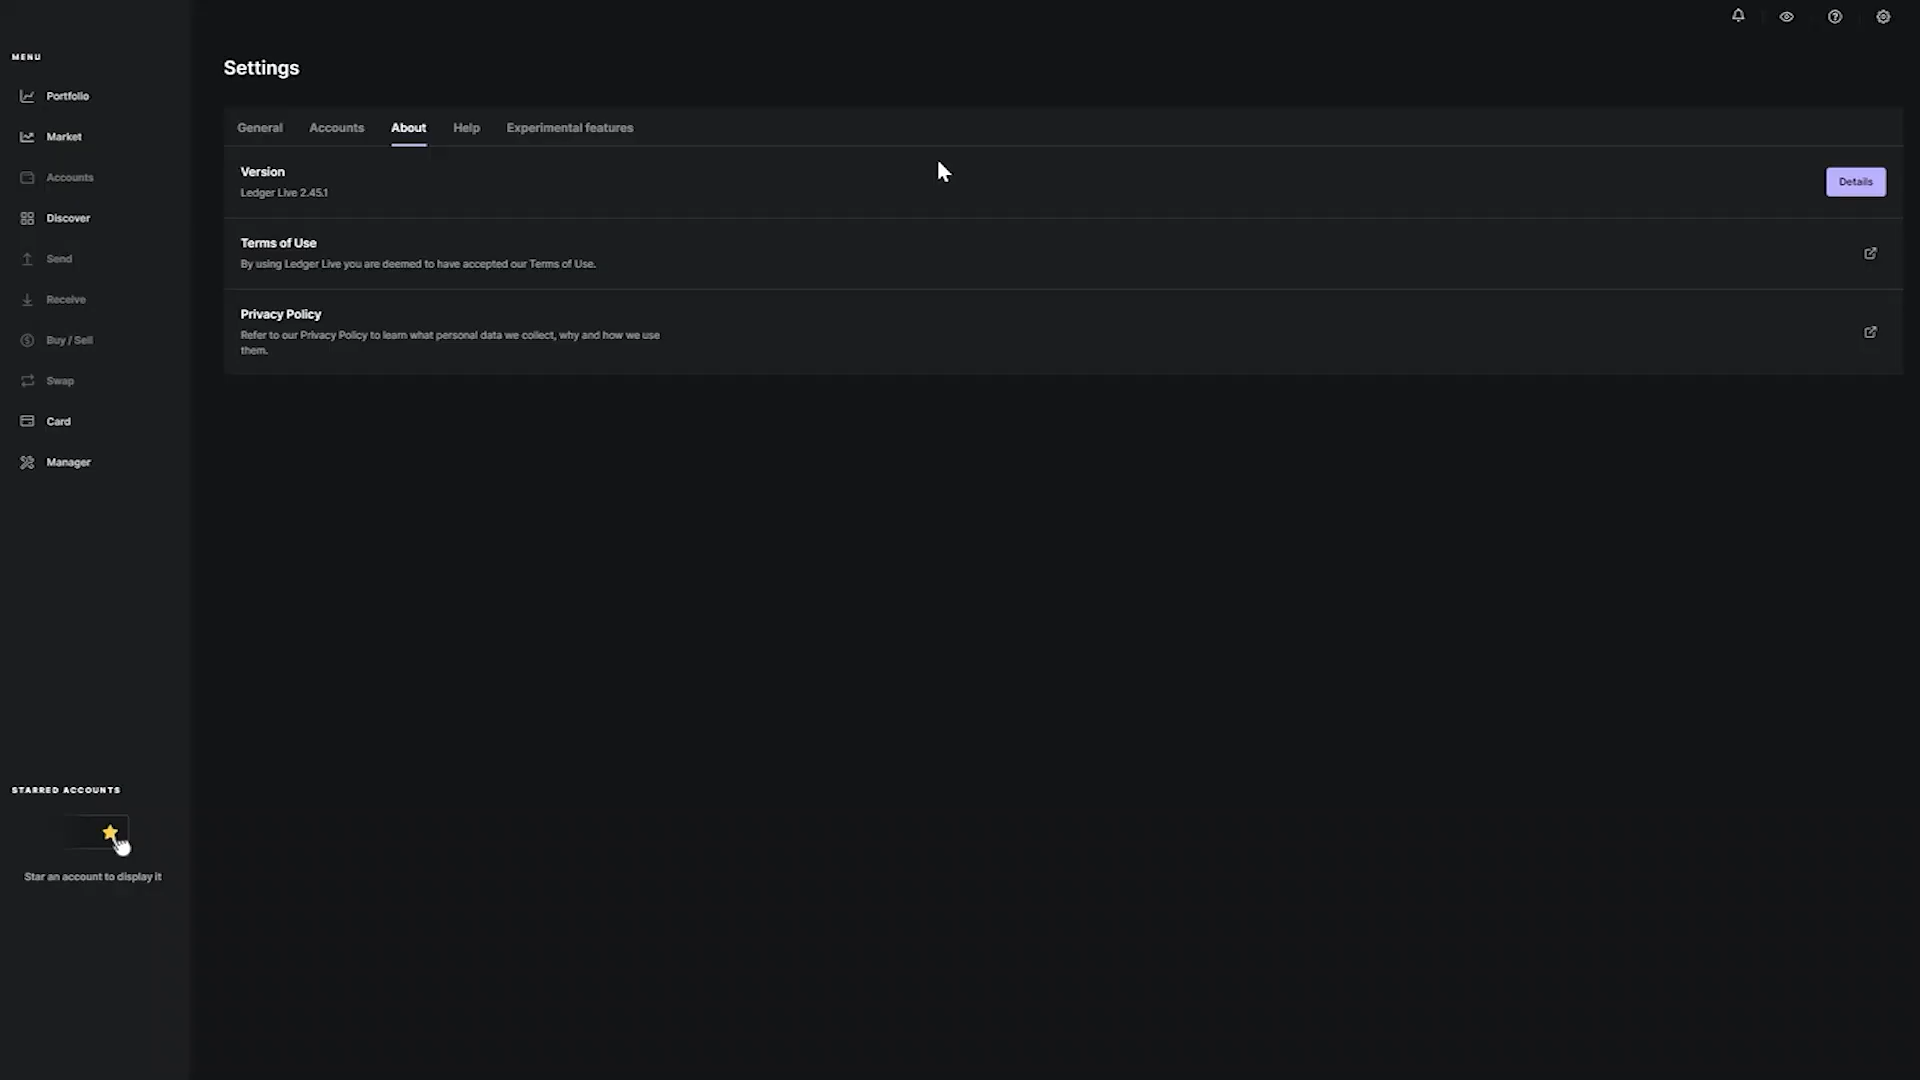 MENU
Portfolio
Market
Accounts
Discover
Send
Receive
Buy / Sell
Swap
Card
Manager
STARRED ACCOUNTS
Star an account to display it
Settings
General Accounts About Help Experimental features
Version
Ledger Live 2.45.1
Details
Terms of Use
By using Ledger Live you are deemed to have accepted our Terms of Use.
Privacy Policy
Refer to our Privacy Policy to learn what personal data we collect, why and how we use
them.